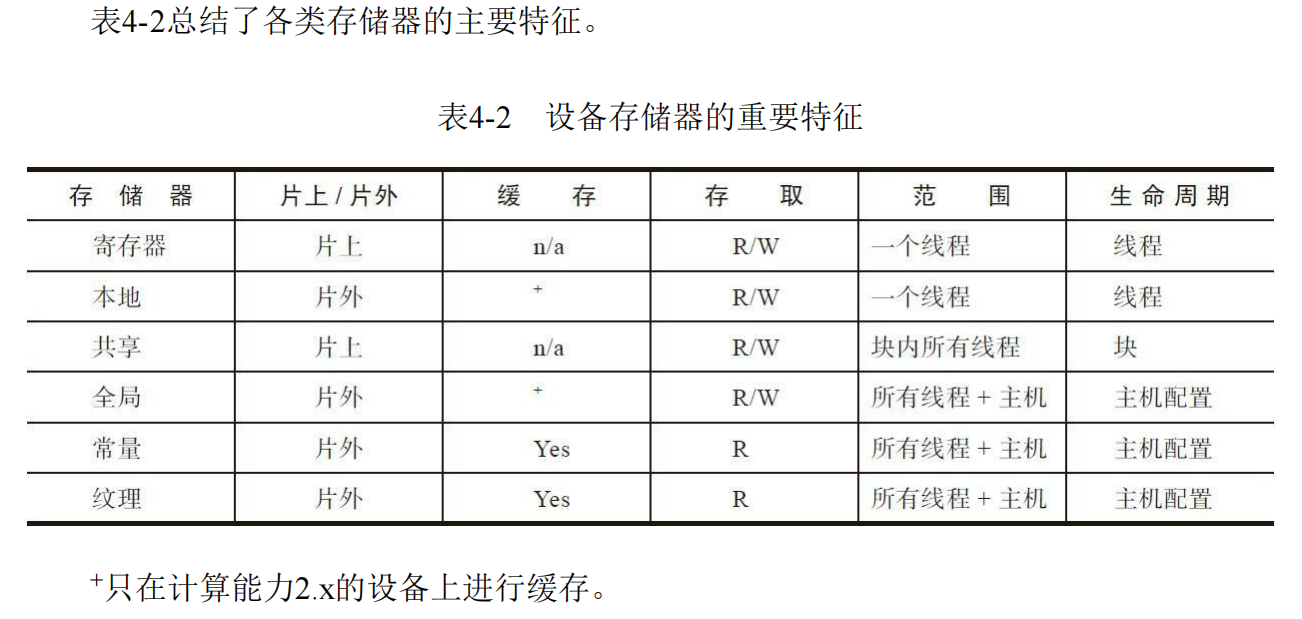 表4-2总结了各类存储器的主要特征。
表4-2 设备存储器的重要特征
存 储 器 片上/片外 缓 存 存 取 范 围 生命周期
寄存器 片上 n/a R/W 一个线程 线程
本地 片外 + R/W 一个线程 线程
共享 片上 n/a R/W 块内所有线程 块
全局 片外 + R/W 所有线程 + 主机 主机配置
常量 片外 Yes R 所有线程 + 主机 主机配置
纹理 片外 Yes R 所有线程 + 主机 主机配置
+只在计算能力2.x的设备上进行缓存。